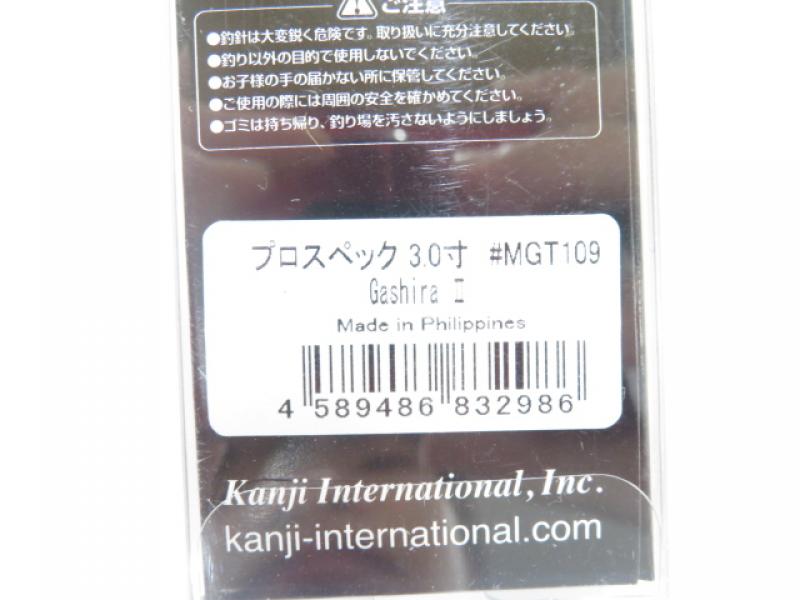 ご注意
●釣針は大変鋭く危険です。取り扱いに充分注意してください。
●釣り以外の目的で使用しないでください。
●お子様の手の届かない所に保管してください。
●ご使用の際には周囲の安全を確かめてください。
●ゴミは持ち帰り、釣り場を汚さないようにしましょう。
プロスペック 3.0寸 #MGT109
Gashira Ⅱ
Made in Philippines
4 589486 832986
Kanji International, Inc.
kanji-international.com